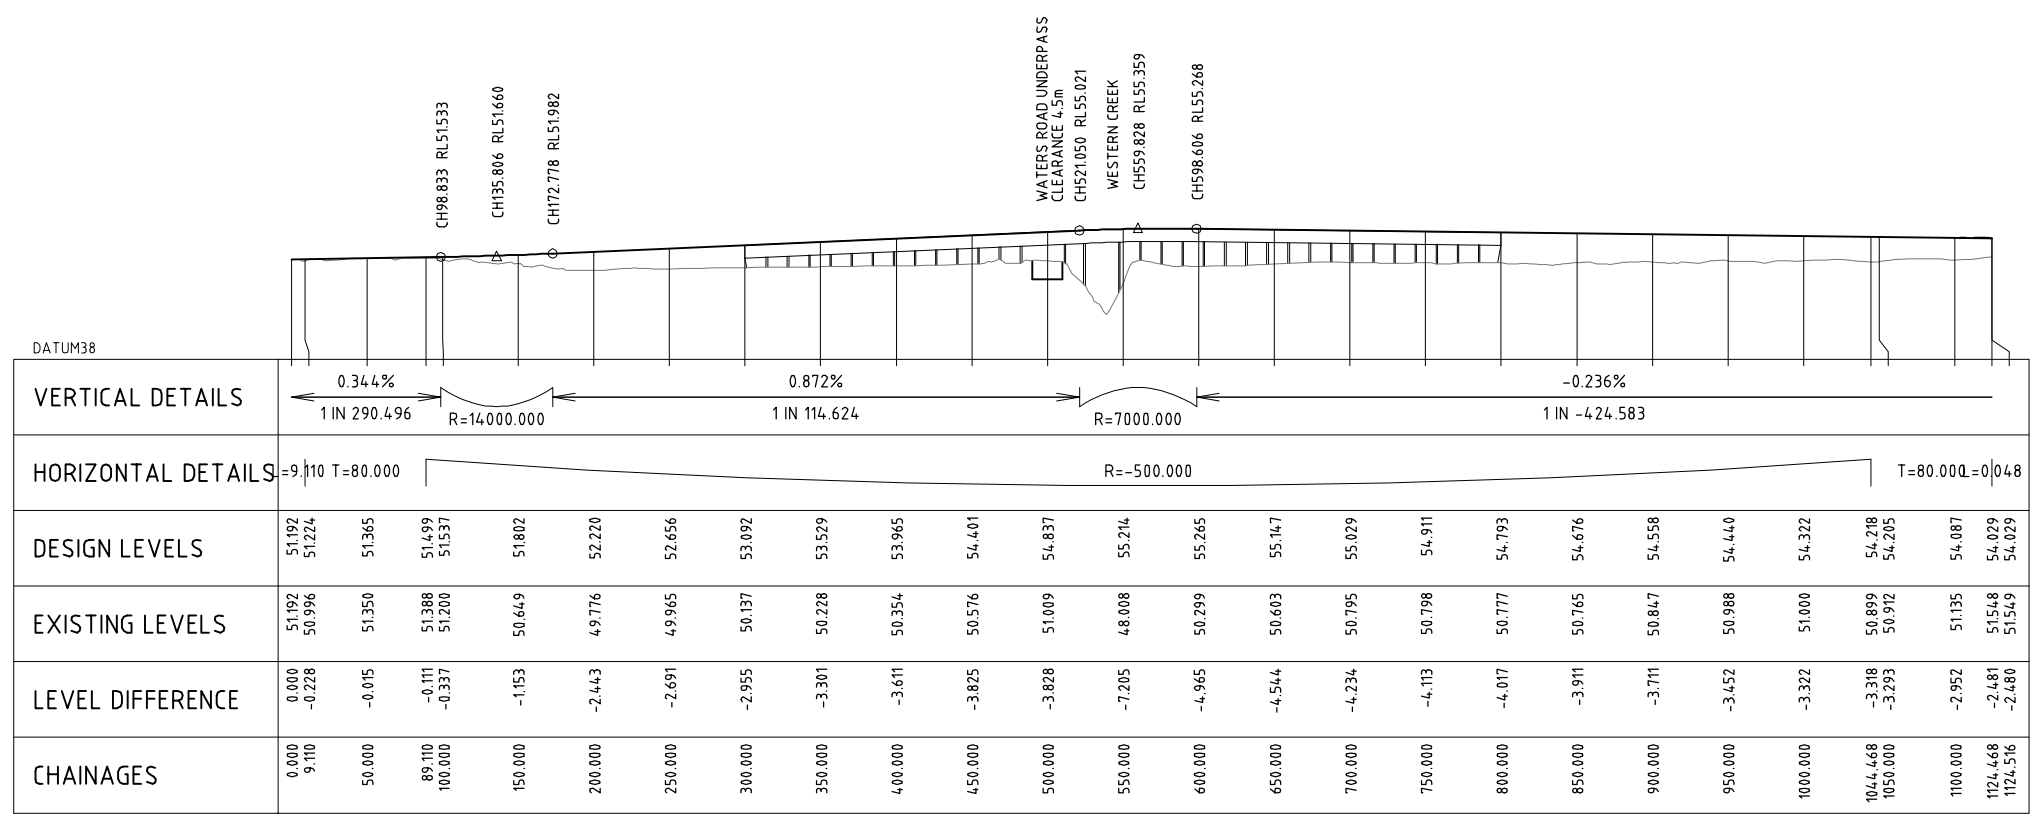 WATERS ROAD UNDERPASS
CLEARANCE 4.5m
CH98.833 RL51.533
CH135.806 RL51.660
CH172.778 RL51.982
CH521.050 RL55.021
WESTERN CREEK
CH559.828 RL55.359
CH598.606 RL55.268
DATUM38
VERTICAL DETAILS
0.344% 0.872% -0.236%
1 IN 290.496 R=14000.000 1 IN 114.624 R=7000.000 1 IN -424.583
HORIZONTAL DETAILS L=9.110 T=80.000 R=-500.000 T=80.000 L=0.048
DESIGN LEVELS 51.192 51.224 51.365 51.499 51.537 51.802 52.220 52.656 53.092 53.529 53.965 54.401 54.837 55.214 55.265 55.147 55.029 54.911 54.793 54.676 54.558 54.440 54.322 54.218 54.205 54.087 54.029 54.029
EXISTING LEVELS 51.192 50.996 51.350 51.388 51.200 50.649 49.776 49.965 50.137 50.228 50.354 50.576 51.009 48.008 50.299 50.603 50.795 50.798 50.777 50.765 50.847 50.988 51.000 50.899 50.912 51.135 51.548 51.549
LEVEL DIFFERENCE 0.000 -0.228 -0.015 -0.111 -0.337 -1.153 -2.443 -2.691 -2.955 -3.301 -3.611 -3.825 -3.828 -7.205 -4.965 -4.544 -4.234 -4.113 -4.017 -3.911 -3.711 -3.452 -3.322 -3.318 -3.293 -2.952 -2.481 -2.480
CHAINAGES 0.000 9.110 50.000 89.110 100.000 150.000 200.000 250.000 300.000 350.000 400.000 450.000 500.000 550.000 600.000 650.000 700.000 750.000 800.000 850.000 900.000 950.000 1000.000 1044.468 1050.000 1100.000 1124.468 1124.516